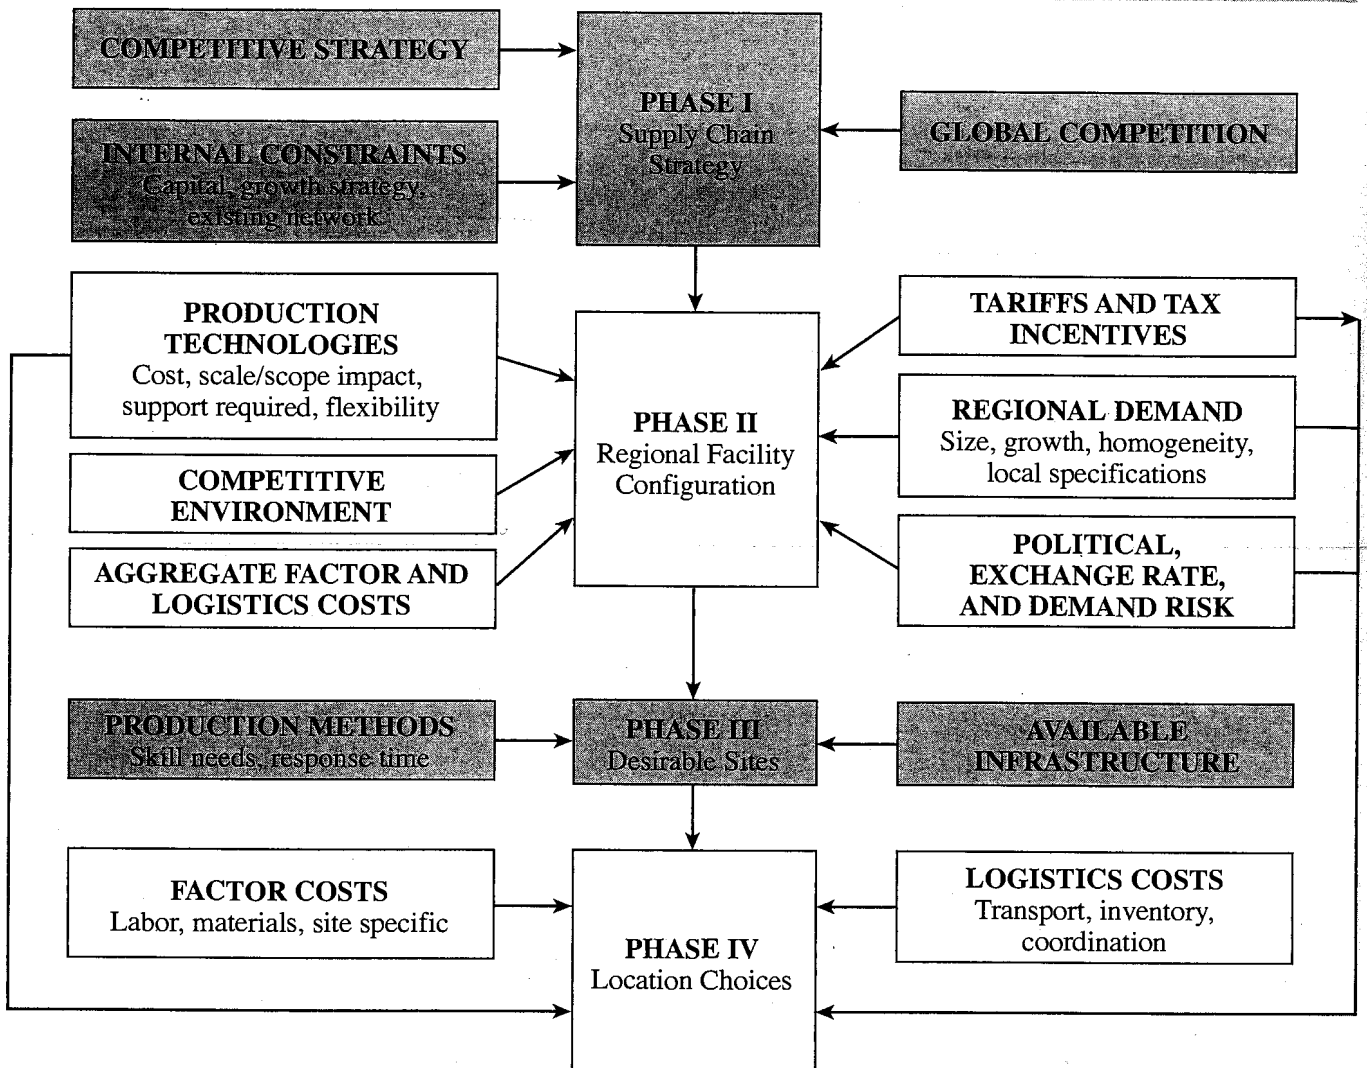 COMPETITIVE STRATEGY
PHASE I
Supply Chain
Strategy
GLOBAL COMPETITION
INTERNAL CONSTRAINTS
Capital, growth strategy,
existing network
PRODUCTION
TECHNOLOGIES
Cost, scale/scope impact,
support required, flexibility
TARIFFS AND TAX
INCENTIVES
PHASE II
Regional Facility
Configuration
REGIONAL DEMAND
Size, growth, homogeneity,
local specifications
COMPETITIVE
ENVIRONMENT
POLITICAL,
EXCHANGE RATE,
AND DEMAND RISK
AGGREGATE FACTOR AND
LOGISTICS COSTS
PRODUCTION METHODS
Skill needs, response time
PHASE III
Desirable Sites
AVAILABLE
INFRASTRUCTURE
FACTOR COSTS
Labor, materials, site specific
PHASE IV
Location Choices
LOGISTICS COSTS
Transport, inventory,
coordination